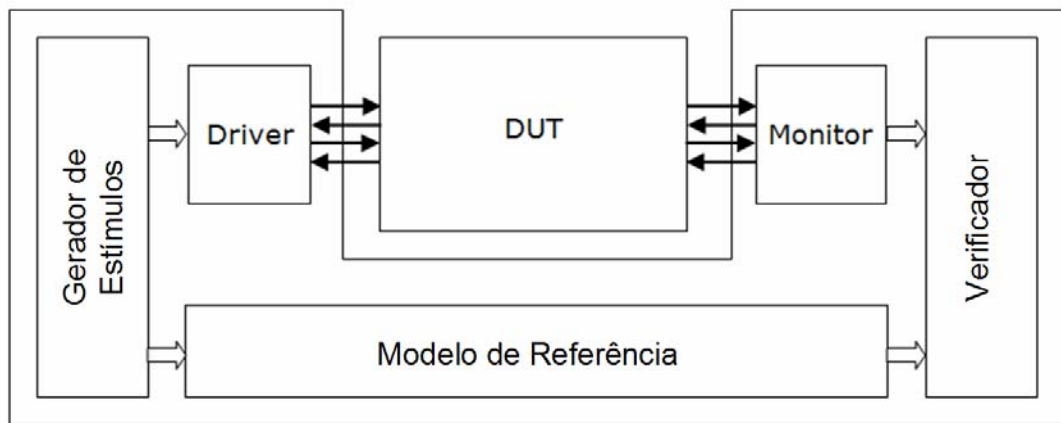 Gerador de
Estímulos
Driver
DUT
Monitor
Verificador
Modelo de Referência